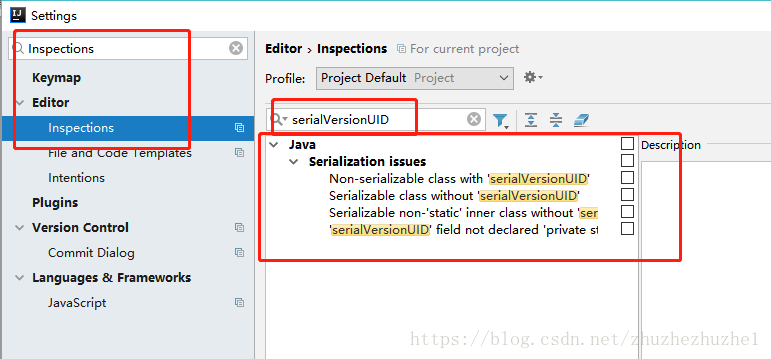 IJ Settings
Inspections
Keymap
Editor
Inspections
File and Code Templates
Intentions
Plugins
Version Control
Commit Dialog
Languages & Frameworks
JavaScript
Editor › Inspections For current project
Profile: Project Default Project
serialVersionUID
Java
Serialization issues
Non-serializable class with 'serialVersionUID'
Serializable class without 'serialVersionUID'
Serializable non-'static' inner class without 'ser
'serialVersionUID' field not declared 'private st
Description
https://blog.csdn.net/zhuzhezhuzhe1